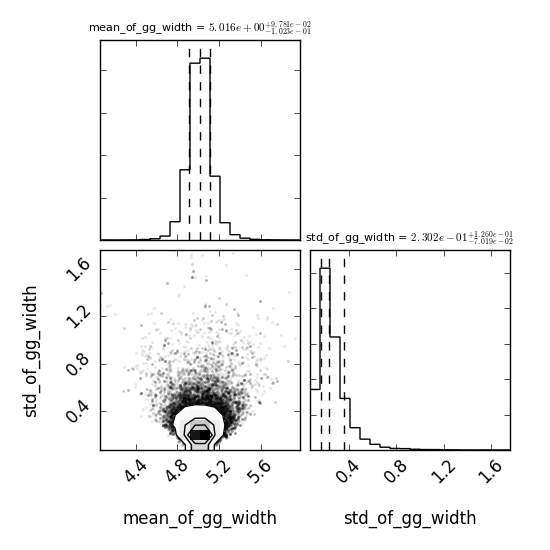 mean_of_gg_width = 5.016e+00+9.781e−02−1.023e−01
std_of_gg_width = 2.302e−01+1.260e−01−7.019e−02
1.6
1.2
0.8
0.4
std_of_gg_width
4.4 4.8 5.2 5.6
0.4 0.8 1.2 1.6
mean_of_gg_width
std_of_gg_width